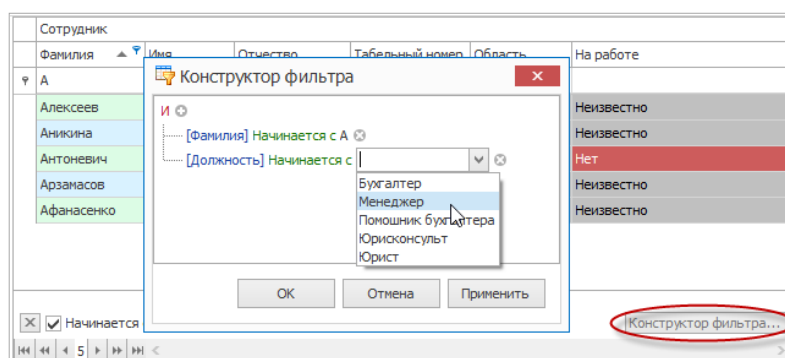 Сотрудник
Фамилия Имя Отчество Табельный номер Область На работе
А
Конструктор фильтра
И
[Фамилия] Начинается с А
[Должность] Начинается с
Бухгалтер
Менеджер
Помошник бухгалтера
Юрисконсульт
Юрист
ОК Отмена Применить
Алексеев Неизвестно
Аникина Неизвестно
Антоневич Нет
Арзамасов Неизвестно
Афанасенко Неизвестно
Начинается Конструктор фильтра...
5